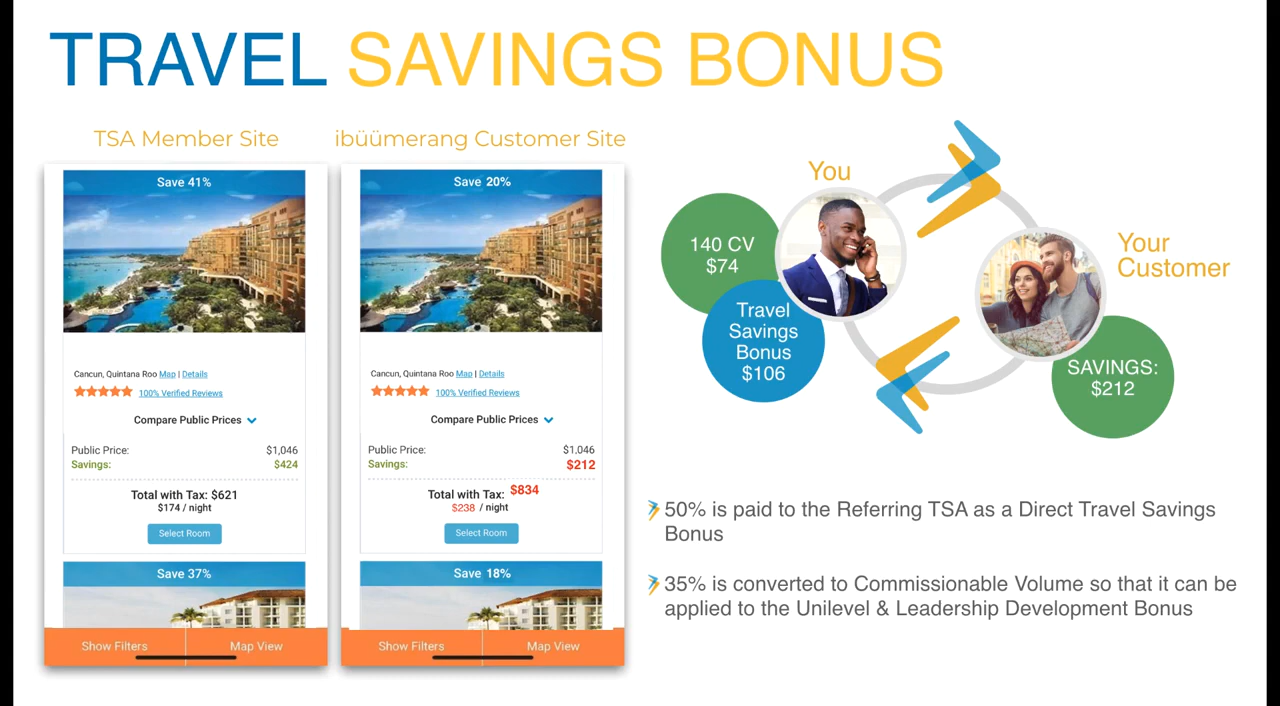 TRAVEL SAVINGS BONUS
TSA Member Site
Save 41%
Cancun, Quintana Roo Map | Details
100% Verified Reviews
Compare Public Prices
Public Price: $1,046
Savings: $424
Total with Tax: $621
$174 / night
Select Room
Save 37%
Show Filters Map View
ibüümerang Customer Site
Save 20%
Cancun, Quintana Roo Map | Details
100% Verified Reviews
Compare Public Prices
Public Price: $1,046
Savings: $212
Total with Tax: $834
$238 / night
Select Room
Save 18%
Show Filters Map View
You
140 CV
$74
Travel
Savings
Bonus
$106
Your
Customer
SAVINGS:
$212
50% is paid to the Referring TSA as a Direct Travel Savings
Bonus
35% is converted to Commissionable Volume so that it can be
applied to the Unilevel & Leadership Development Bonus